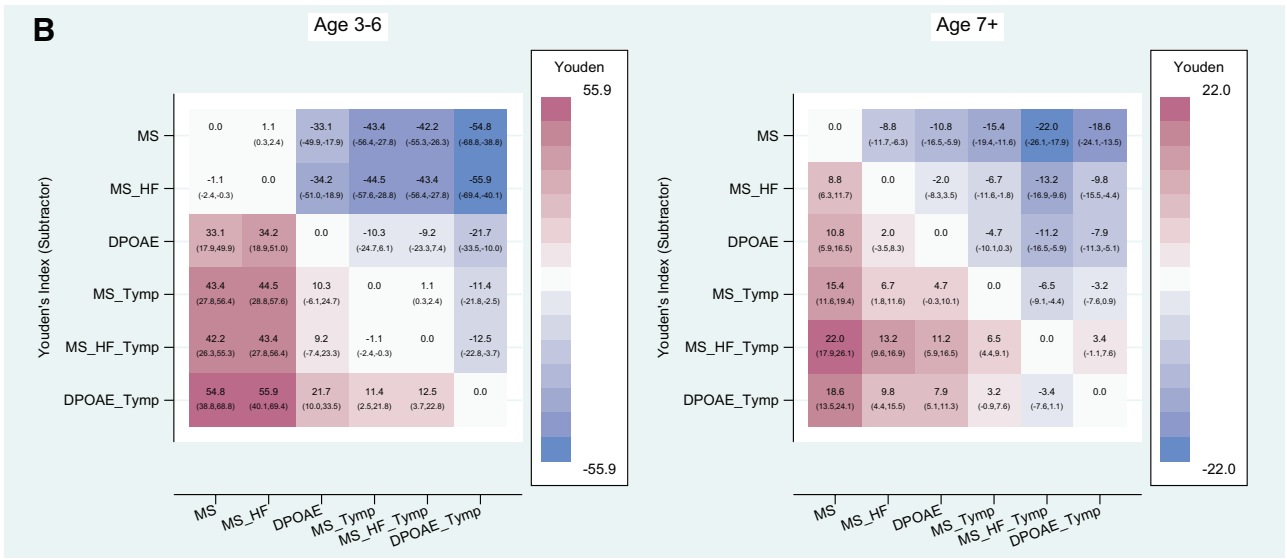 B
Age 3-6
Youden's Index (Subtractor)
MS
0.0 1.1 -33.1 -43.4 -42.2 -54.8
(0.3,2.4) (-49.9,-17.9) (-56.4,-27.8) (-55.3,-26.3) (-68.8,-38.8)
MS_HF
-1.1 0.0 -34.2 -44.5 -43.4 -55.9
(-2.4,-0.3) (-51.0,-18.9) (-57.6,-28.8) (-56.4,-27.8) (-69.4,-40.1)
DPOAE
33.1 34.2 0.0 -10.3 -9.2 -21.7
(17.9,49.9) (18.9,51.0) (-24.7,6.1) (-23.3,7.4) (-33.5,-10.0)
MS_Tymp
43.4 44.5 10.3 0.0 1.1 -11.4
(27.8,56.4) (28.8,57.6) (-6.1,24.7) (0.3,2.4) (-21.8,-2.5)
MS_HF_Tymp
42.2 43.4 9.2 -1.1 0.0 -12.5
(26.3,55.3) (27.8,56.4) (-7.4,23.3) (-2.4,-0.3) (-22.8,-3.7)
DPOAE_Tymp
54.8 55.9 21.7 11.4 12.5 0.0
(38.8,68.8) (40.1,69.4) (10.0,33.5) (2.5,21.8) (3.7,22.8)
MS MS_HF DPOAE MS_Tymp MS_HF_Tymp DPOAE_Tymp
Youden
55.9
-55.9
Age 7+
Youden's Index (Subtractor)
MS
0.0 -8.8 -10.8 -15.4 -22.0 -18.6
(-11.7,-6.3) (-16.5,-5.9) (-19.4,-11.6) (-26.1,-17.9) (-24.1,-13.5)
MS_HF
8.8 0.0 -2.0 -6.7 -13.2 -9.8
(6.3,11.7) (-8.3,3.5) (-11.6,-1.8) (-16.9,-9.6) (-15.5,-4.4)
DPOAE
10.8 2.0 0.0 -4.7 -11.2 -7.9
(5.9,16.5) (-3.5,8.3) (-10.1,0.3) (-16.5,-5.9) (-11.3,-5.1)
MS_Tymp
15.4 6.7 4.7 0.0 -6.5 -3.2
(11.6,19.4) (1.8,11.6) (-0.3,10.1) (-9.1,-4.4) (-7.6,0.9)
MS_HF_Tymp
22.0 13.2 11.2 6.5 0.0 3.4
(17.9,26.1) (9.6,16.9) (5.9,16.5) (4.4,9.1) (-1.1,7.6)
DPOAE_Tymp
18.6 9.8 7.9 3.2 -3.4 0.0
(13.5,24.1) (4.4,15.5) (5.1,11.3) (-0.9,7.6) (-7.6,1.1)
MS MS_HF DPOAE MS_Tymp MS_HF_Tymp DPOAE_Tymp
Youden
22.0
-22.0